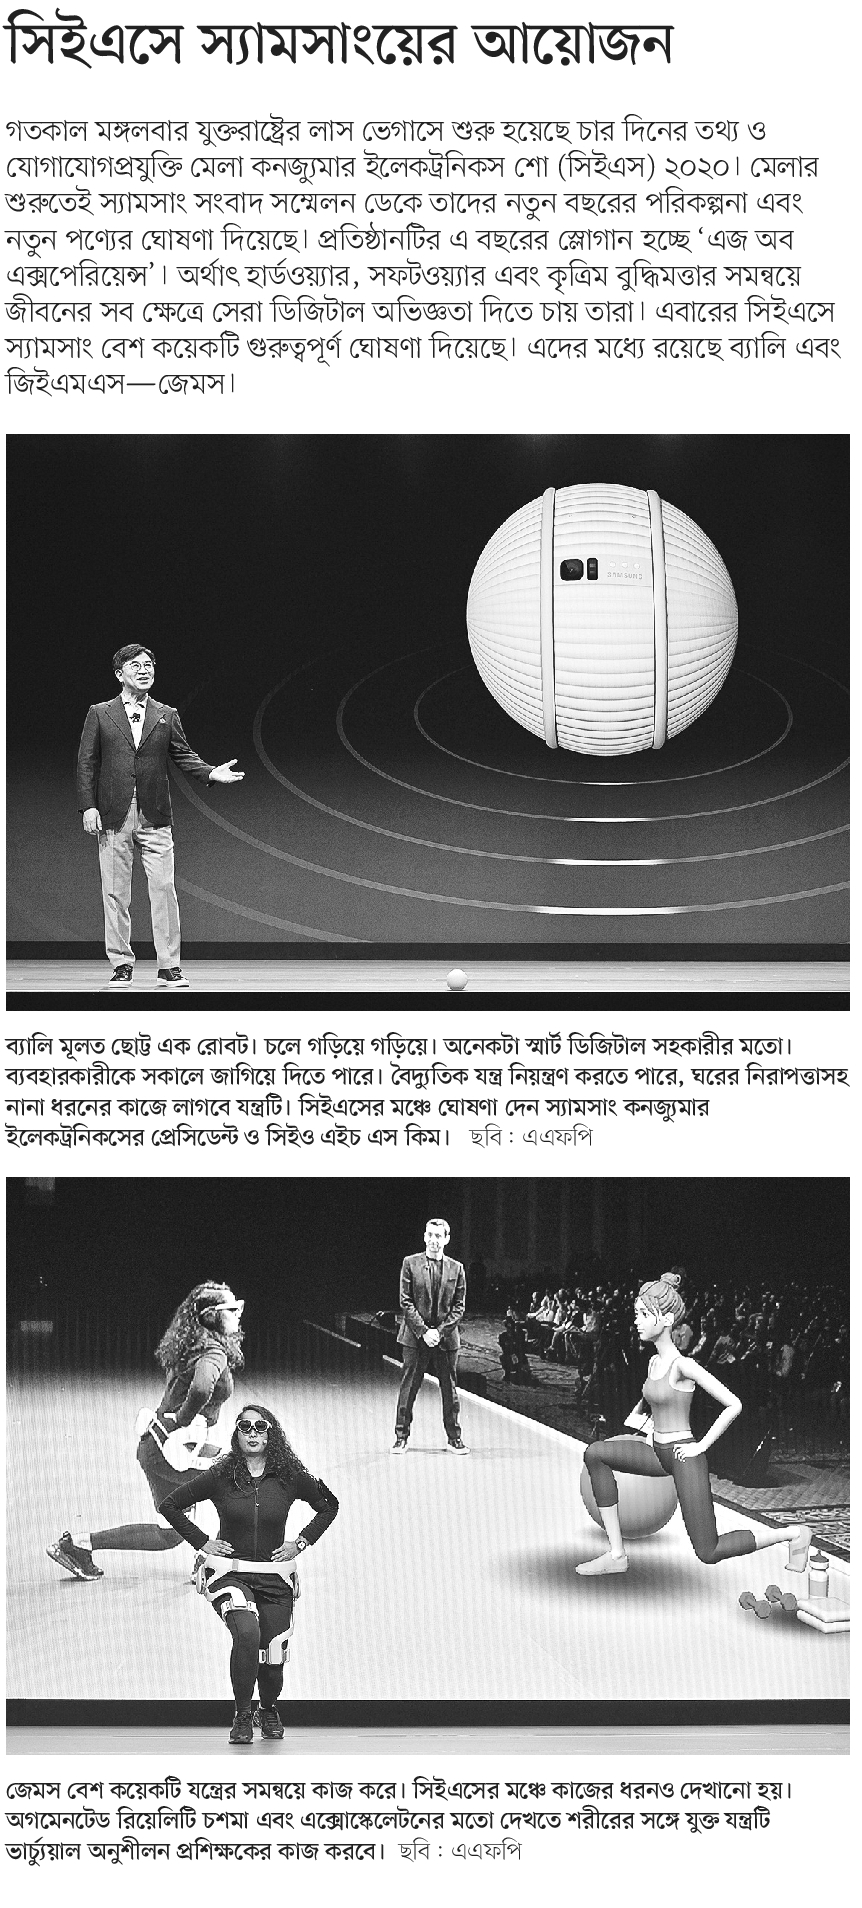 সিইএসে স্যামসাংয়ের আয়োজন
গতকাল মঙ্গলবার যুক্তরাষ্ট্রের লাস ভেগাসে শুরু হয়েছে চার দিনের তথ্য ও
যোগাযোগপ্রযুক্তি মেলা কনজ্যুমার ইলেকট্রনিকস শো (সিইএস) ২০২০। মেলার
শুরুতেই স্যামসাং সংবাদ সম্মেলন ডেকে তাদের নতুন বছরের পরিকল্পনা এবং
নতুন পণ্যের ঘোষণা দিয়েছে। প্রতিষ্ঠানটির এ বছরের স্লোগান হচ্ছে ‘এজ অব
এক্সপেরিয়েন্স’। অর্থাৎ হার্ডওয়্যার, সফটওয়্যার এবং কৃত্রিম বুদ্ধিমত্তার সমন্বয়ে
জীবনের সব ক্ষেত্রে সেরা ডিজিটাল অভিজ্ঞতা দিতে চায় তারা। এবারের সিইএসে
স্যামসাং বেশ কয়েকটি গুরুত্বপূর্ণ ঘোষণা দিয়েছে। এদের মধ্যে রয়েছে ব্যালি এবং
জিইএমএস—জেমস।
SAMSUNG
ব্যালি মূলত ছোট্ট এক রোবট। চলে গড়িয়ে গড়িয়ে। অনেকটা স্মার্ট ডিজিটাল সহকারীর মতো।
ব্যবহারকারীকে সকালে জাগিয়ে দিতে পারে। বৈদ্যুতিক যন্ত্র নিয়ন্ত্রণ করতে পারে, ঘরের নিরাপত্তাসহ
নানা ধরনের কাজে লাগবে যন্ত্রটি। সিইএসের মঞ্চে ঘোষণা দেন স্যামসাং কনজ্যুমার
ইলেকট্রনিকসের প্রেসিডেন্ট ও সিইও এইচ এস কিম। ছবি : এএফপি
জেমস বেশ কয়েকটি যন্ত্রের সমন্বয়ে কাজ করে। সিইএসের মঞ্চে কাজের ধরনও দেখানো হয়।
অগমেনটেড রিয়েলিটি চশমা এবং এক্সোস্কেলেটনের মতো দেখতে শরীরের সঙ্গে যুক্ত যন্ত্রটি
ভার্চ্যুয়াল অনুশীলন প্রশিক্ষকের কাজ করবে। ছবি : এএফপি